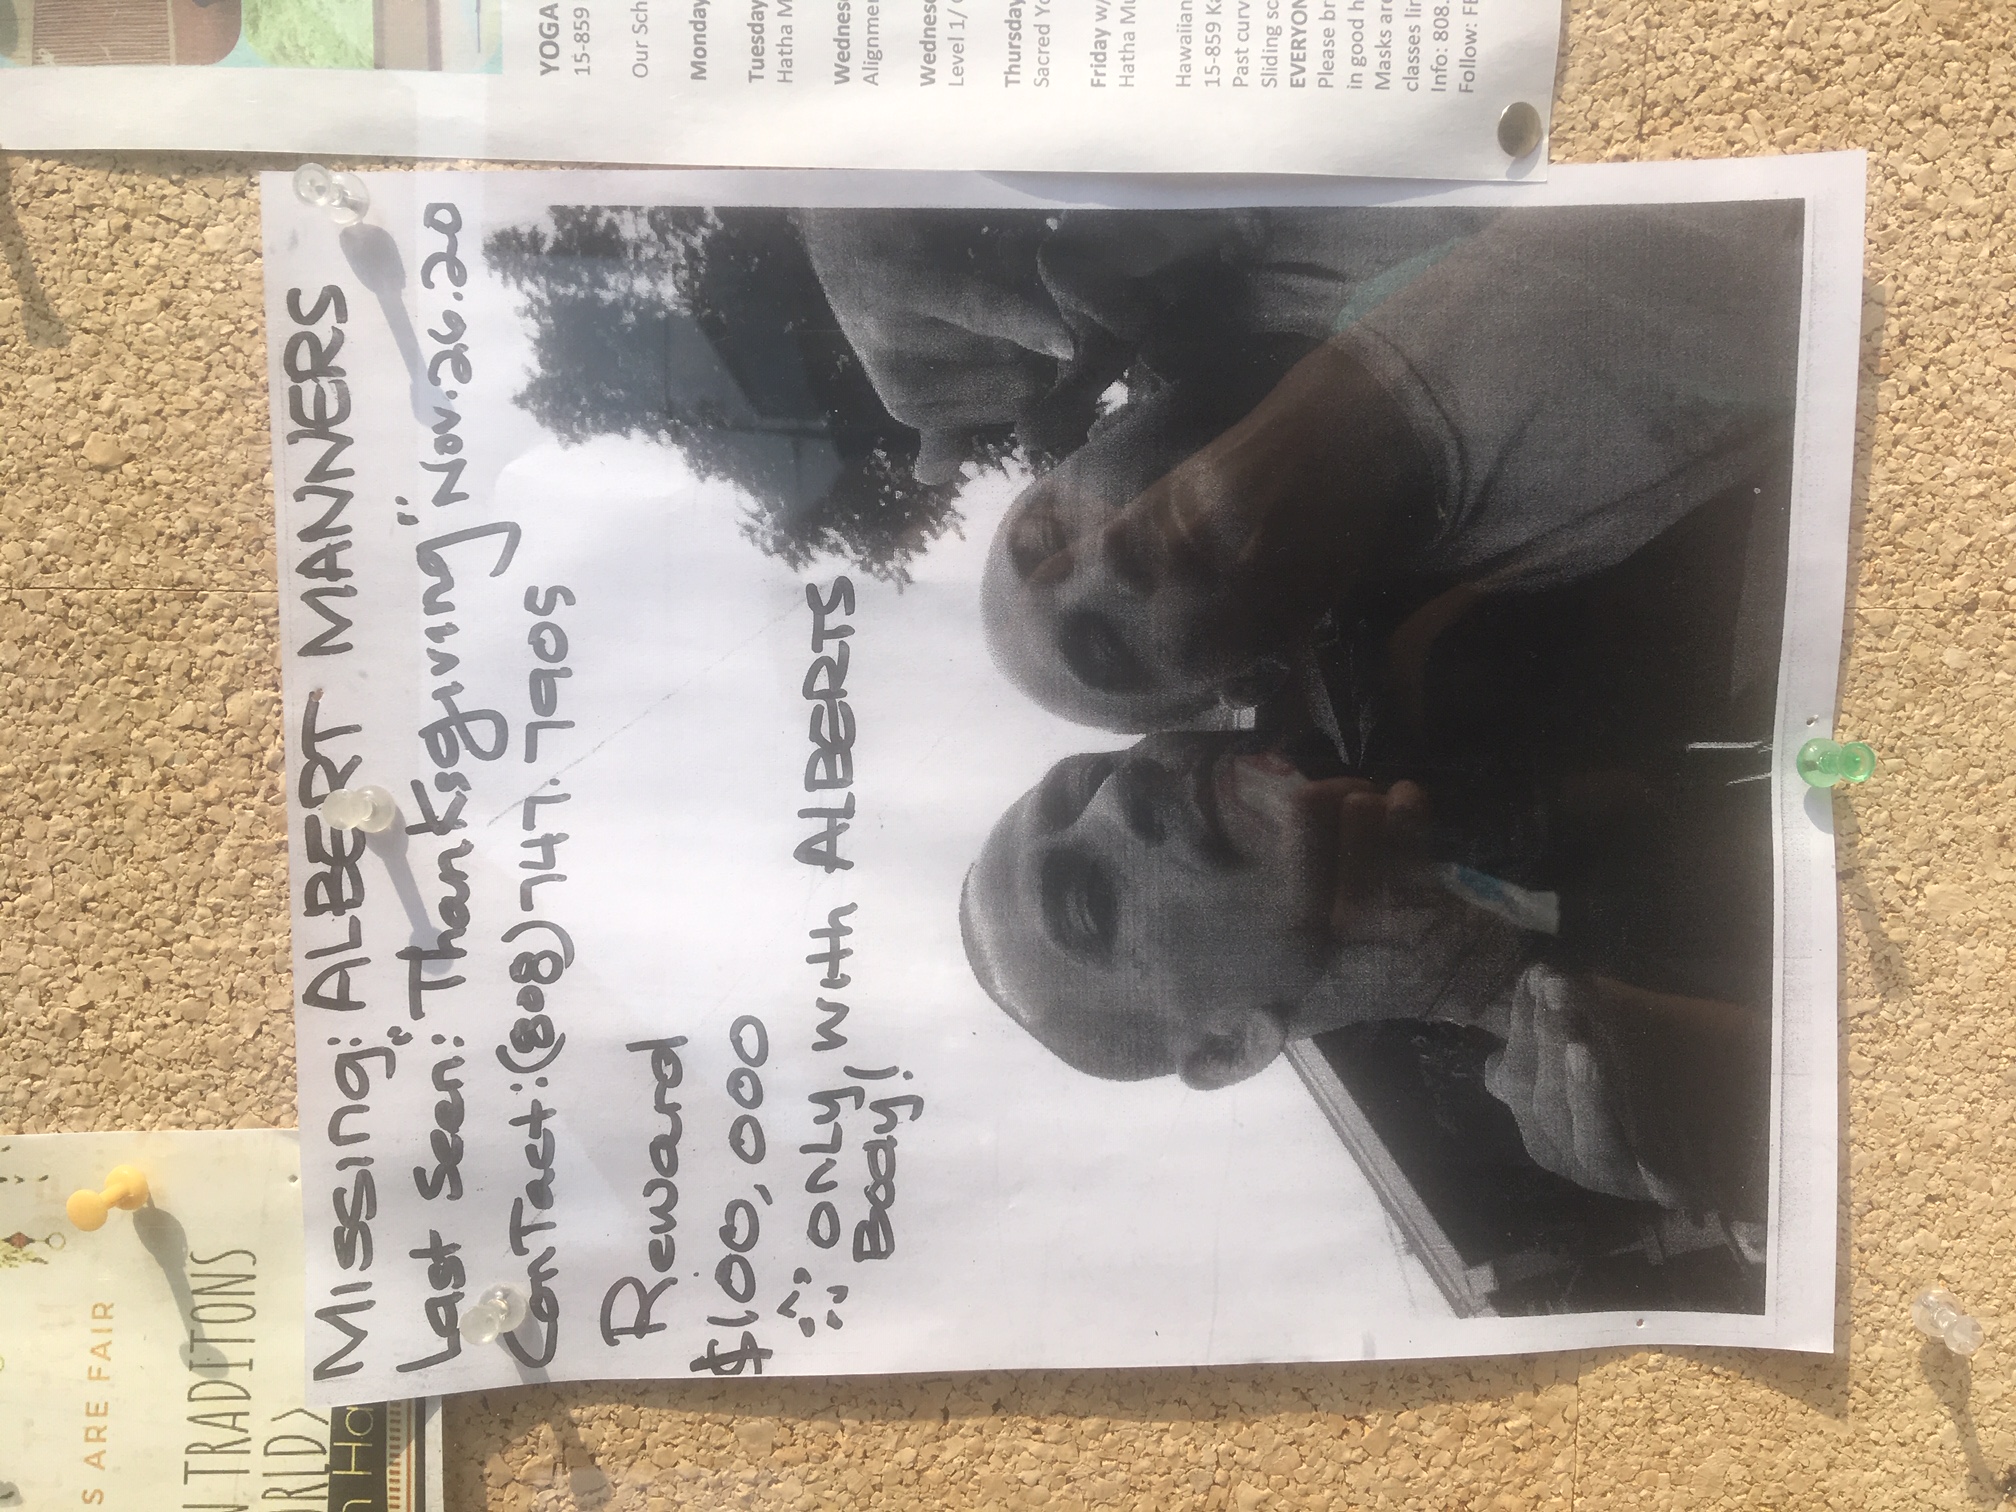 S ARE FAIR
N TRADITONS
ORLD>
n Ha
Missing: ALBERT MANNERS
Last Seen: "Thanksgiving" Nov.26.20
Contact: (808) 747.7905
Reward
$100,000
only with ALBERTS
Body!
YOGA
15-859
Our Sch
Monday
Tuesday
Hatha M
Wednes
Alignmen
Wednes
Level 1/
Thursday
Sacred Yo
Friday w/
Hatha Mu
Hawaiian
15-859 Ka
Past curv
Sliding sc
EVERYON
Please br
in good h
Masks are
classes lim
Info: 808.
Follow: F